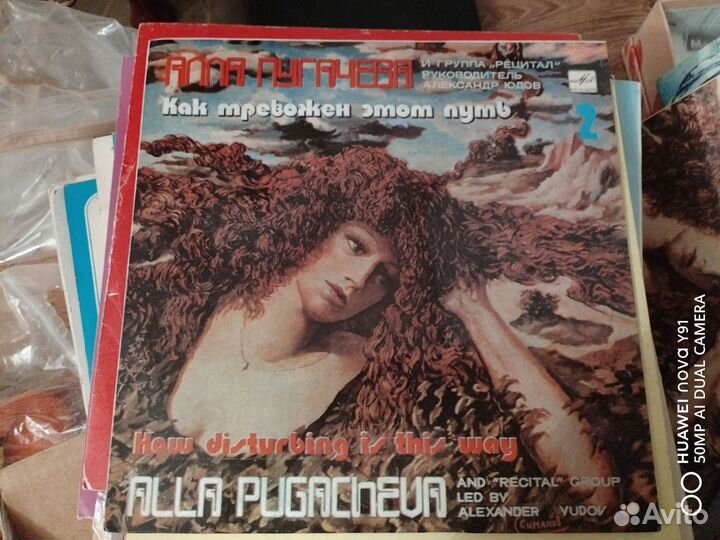 АЛЛА ПУГАЧЕВА
И ГРУППА „РЕЦИТАЛ"
РУКОВОДИТЕЛЬ
АЛЕКСАНДР ЮДОВ
Как тревожен этот путь
2
How disturbing is this way
ALLA PUGACHEVA
AND "RECITAL" GROUP
LED BY
ALEXANDER YUDOV
Симанов
HUAWEI nova Y91
50MP AI DUAL CAMERA
Avito